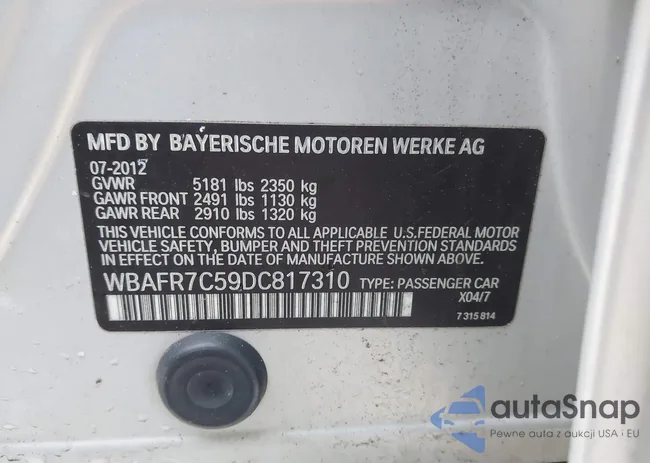 MFD BY BAYERISCHE MOTOREN WERKE AG
07-2012
GVWR 5181 lbs 2350 kg
GAWR FRONT 2491 lbs 1130 kg
GAWR REAR 2910 lbs 1320 kg
THIS VEHICLE CONFORMS TO ALL APPLICABLE U.S.FEDERAL MOTOR
VEHICLE SAFETY, BUMPER AND THEFT PREVENTION STANDARDS
IN EFFECT ON THE DATE OF MANUFACTURE SHOWN ABOVE.
WBAFR7C59DC817310 TYPE: PASSENGER CAR
X04/7
7 315 814
autoSnap
Pewne auta z aukcji USA i EU